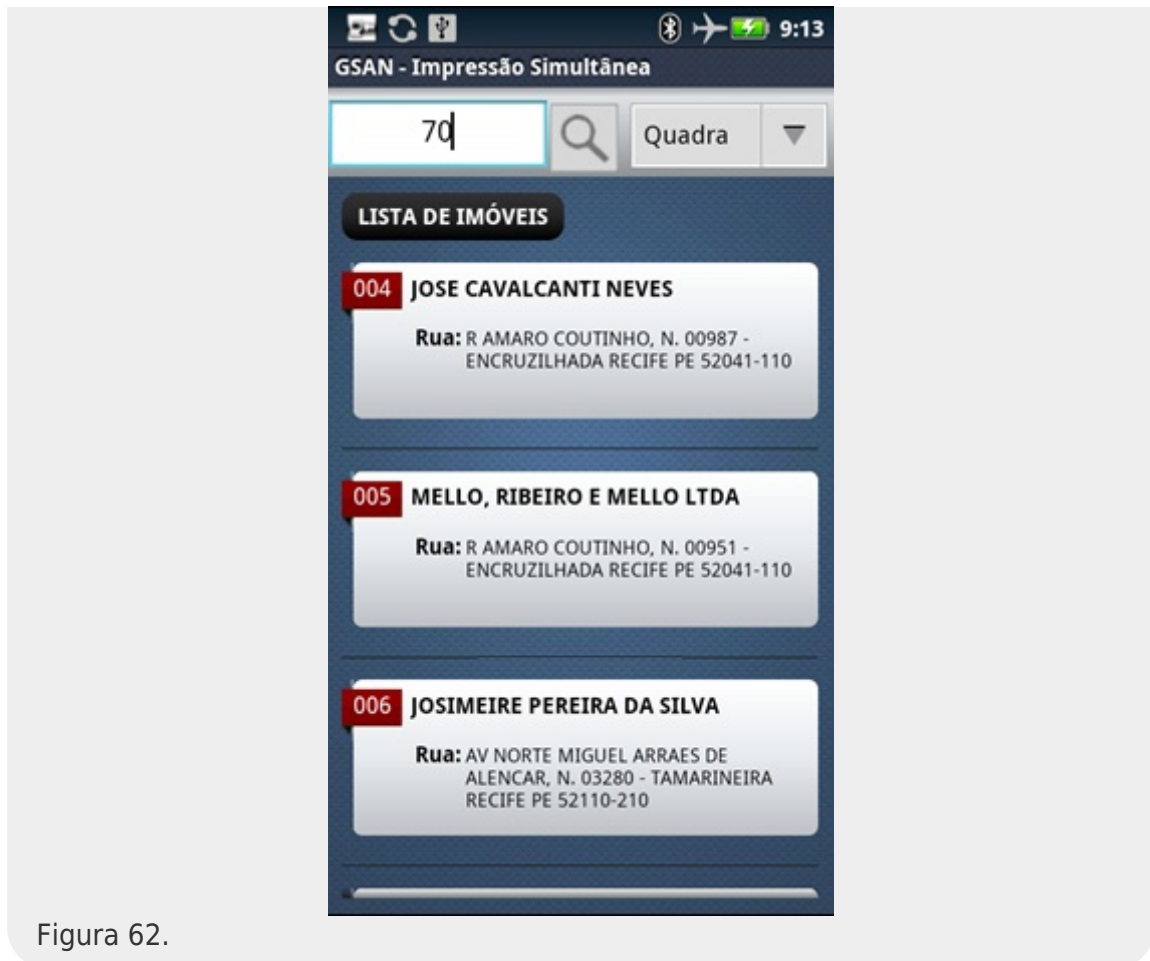 9:13
GSAN - Impressão Simultânea
70
Quadra
LISTA DE IMÓVEIS
004 JOSE CAVALCANTI NEVES
Rua: R AMARO COUTINHO, N. 00987 -
ENCRUZILHADA RECIFE PE 52041-110
005 MELLO, RIBEIRO E MELLO LTDA
Rua: R AMARO COUTINHO, N. 00951 -
ENCRUZILHADA RECIFE PE 52041-110
006 JOSIMEIRE PEREIRA DA SILVA
Rua: AV NORTE MIGUEL ARRAES DE
ALENCAR, N. 03280 - TAMARINEIRA
RECIFE PE 52110-210
Figura 62.